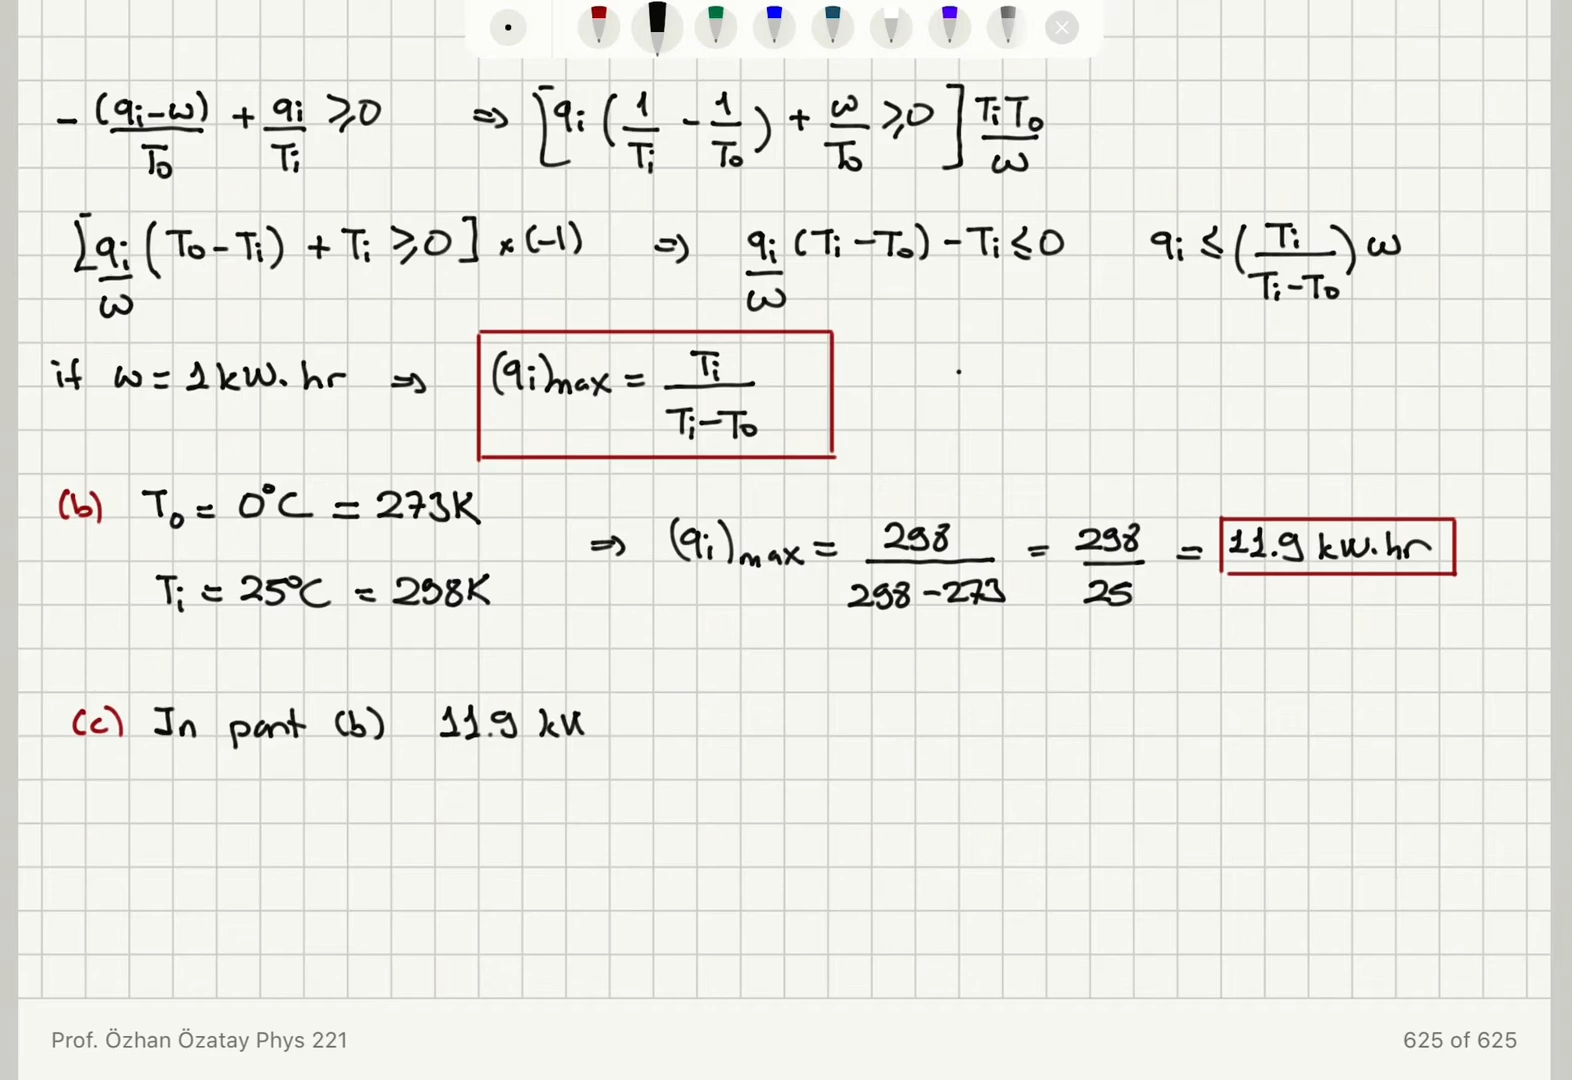 - (qi-ω)/To + qi/Ti ⩾0 ⇒ [qi (1/Ti - 1/To) + ω/To ⩾0] TiTo/ω
[qi/ω (To-Ti) + Ti ⩾0] × (-1) ⇒ qi/ω (Ti-To) - Ti ≤ 0 qi ≤ (Ti/(Ti-To)) ω
if ω = 1 kW. hr ⇒ (qi)max = Ti/(Ti-To)
(b) To = 0°C = 273K
⇒ (qi)max = 298/(298-273) = 298/25 = 11.9 kw.hr
Ti = 25°C = 298K
(c) In part (b) 11.9 kW
Prof. Özhan Özatay Phys 221
625 of 625